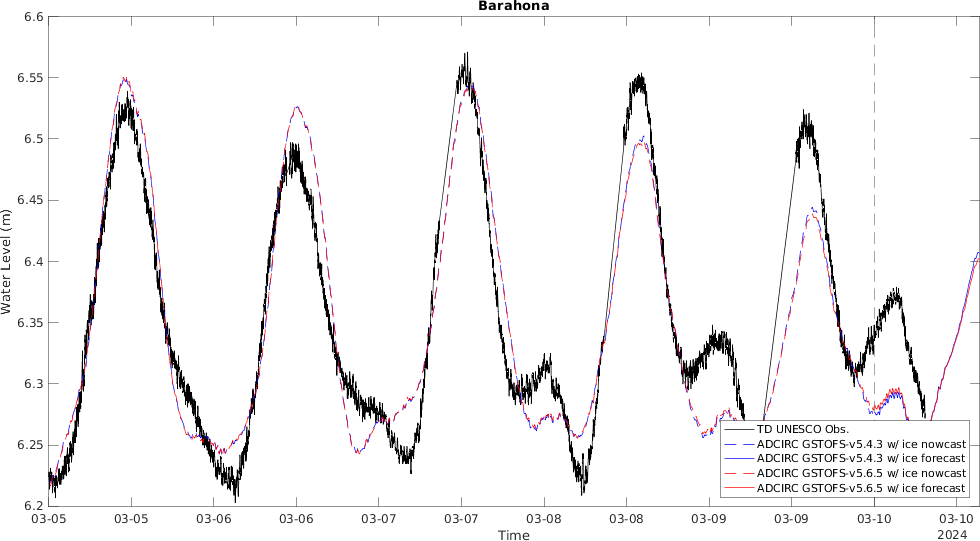 Barahona
6.6
6.55
6.5
6.45
6.4
6.35
6.3
6.25
6.2
Water Level (m)
TD UNESCO Obs.
ADCIRC GSTOFS-v5.4.3 w/ ice nowcast
ADCIRC GSTOFS-v5.4.3 w/ ice forecast
ADCIRC GSTOFS-v5.6.5 w/ ice nowcast
ADCIRC GSTOFS-v5.6.5 w/ ice forecast
03-05 03-05 03-06 03-06 03-07 03-07 03-08 03-08 03-09 03-09 03-10 03-10
Time
2024